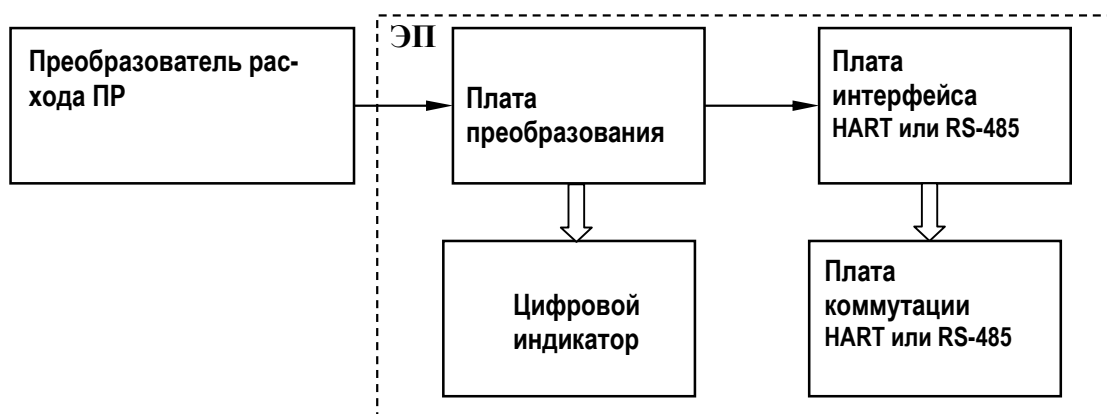 ЭП
Преобразователь рас-
хода ПР
Плата
преобразования
Плата
интерфейса
HART или RS-485
Цифровой
индикатор
Плата
коммутации
HART или RS-485